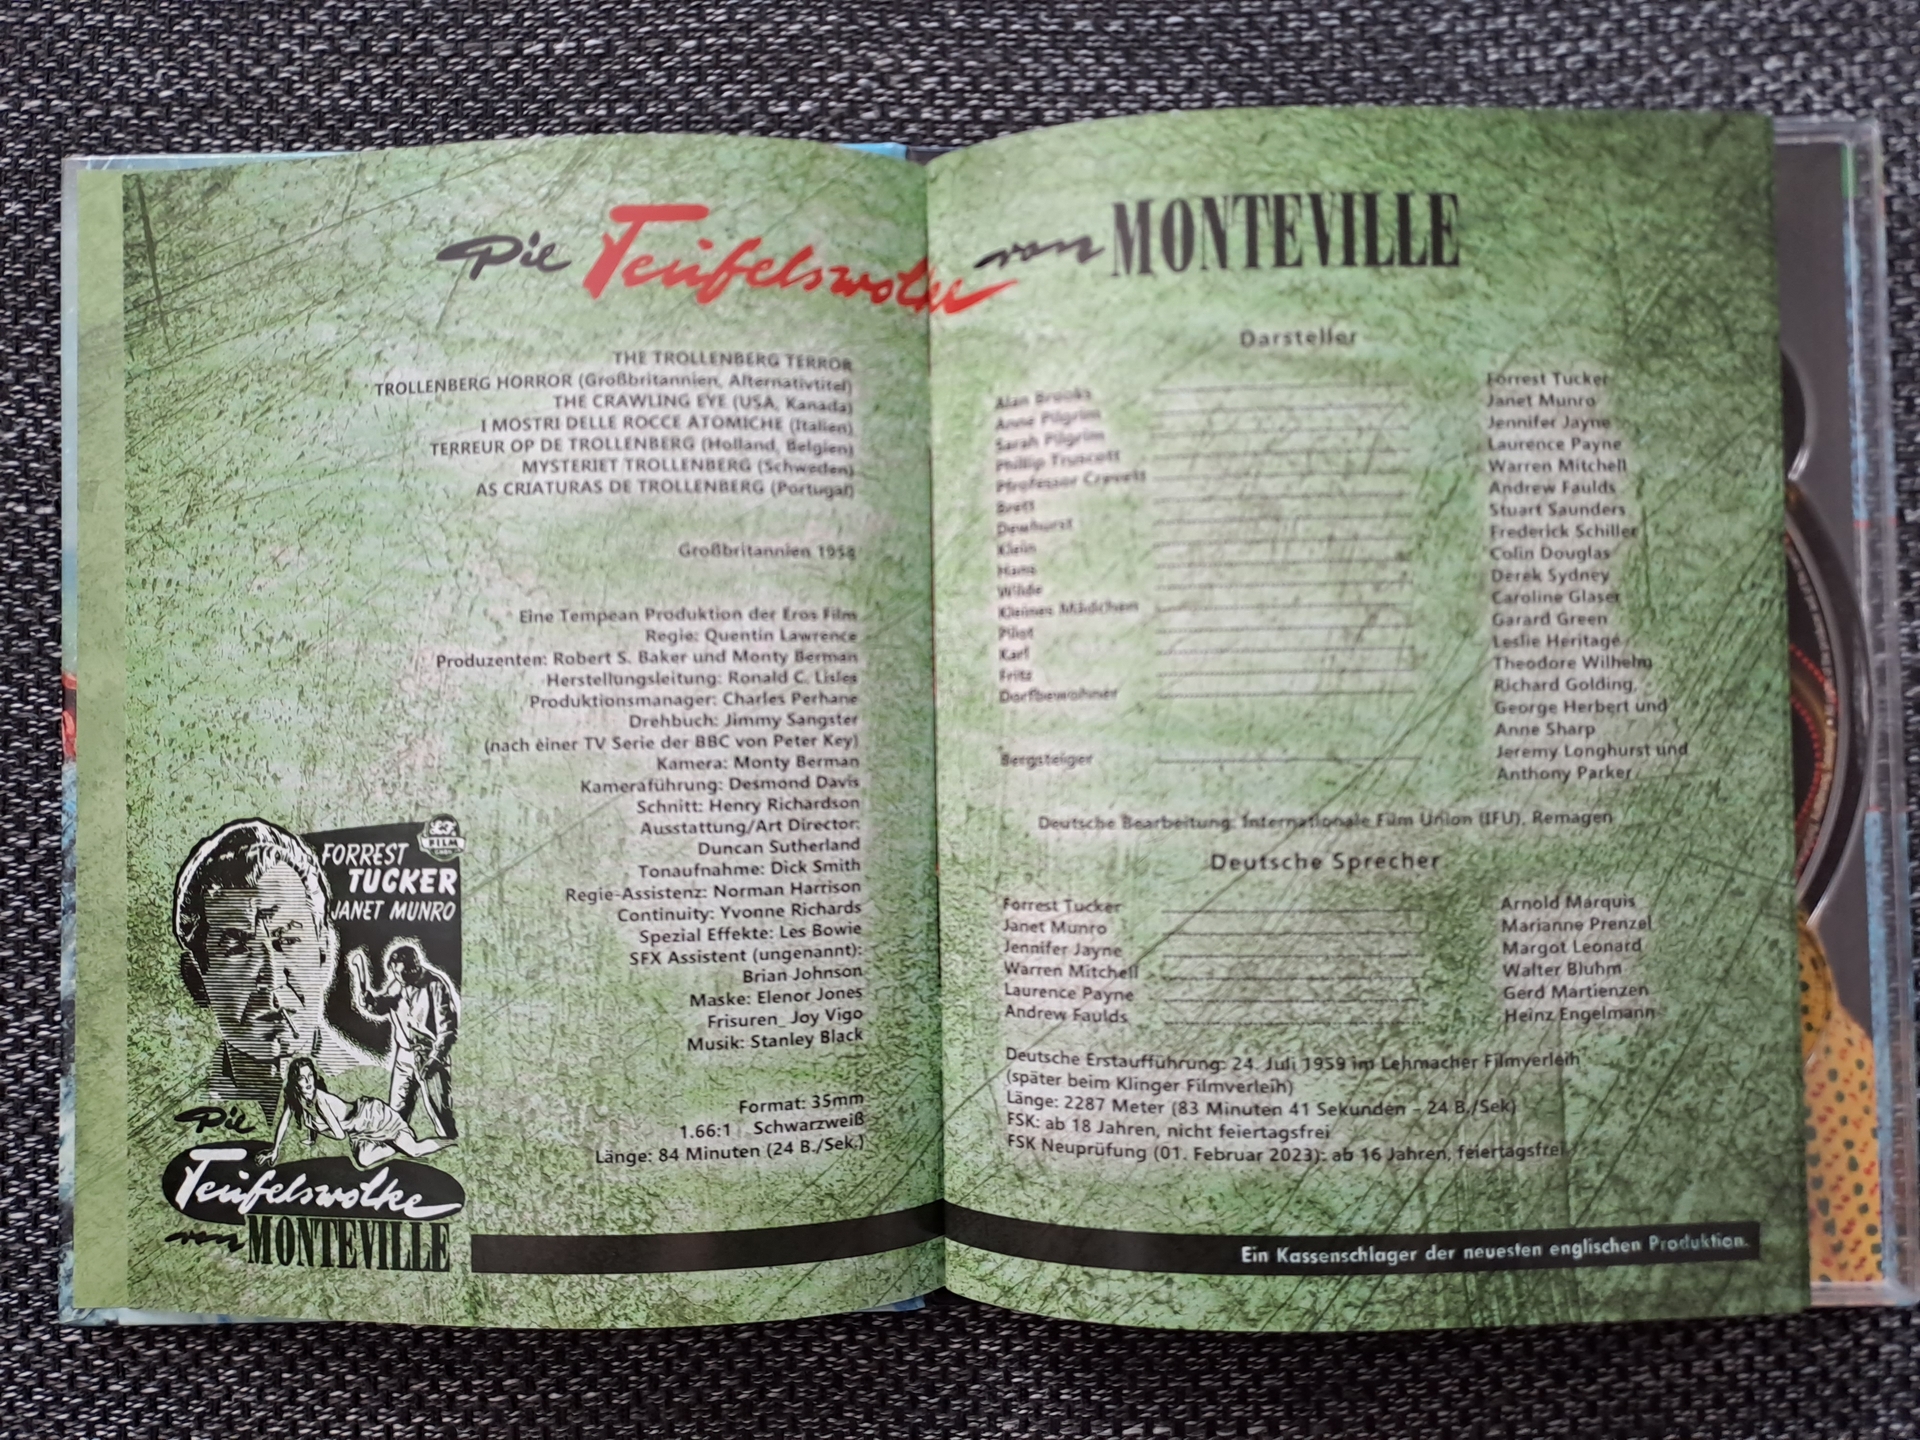 Die Teufelswolke von MONTEVILLE
THE TROLLENBERG TERROR
TROLLENBERG HORROR (Großbritannien, Alternativtitel)
THE CRAWLING EYE (USA, Kanada)
I MOSTRI DELLE ROCCE ATOMICHE (Italien)
TERREUR OP DE TROLLENBERG (Holland, Belgien)
MYSTERIET TROLLENBERG (Schweden)
AS CRIATURAS DE TROLLENBERG (Portugal)
Großbritannien 1958
Eine Tempean Produktion der Eros Film
Regie: Quentin Lawrence
Produzenten: Robert S. Baker und Monty Berman
Herstellungsleitung: Ronald C. Lisles
Produktionsmanager: Charles Perhane
Drehbuch: Jimmy Sangster
(nach einer TV Serie der BBC von Peter Key)
Kamera: Monty Berman
Kameraführung: Desmond Davis
Schnitt: Henry Richardson
Ausstattung/Art Director:
Duncan Sutherland
Tonaufnahme: Dick Smith
Regie-Assistenz: Norman Harrison
Continuity: Yvonne Richards
Spezial Effekte: Les Bowie
SFX Assistent (ungenannt):
Brian Johnson
Maske: Elenor Jones
Frisuren_ Joy Vigo
Musik: Stanley Black
Format: 35mm
1.66:1 Schwarzweiß
Länge: 84 Minuten (24 B./Sek.)
FILM
FORREST
TUCKER
JANET MUNRO
Die
Teufelswolke
von MONTEVILLE
Darsteller
Alan Brooks Forrest Tucker
Anne Pilgrim Janet Munro
Sarah Pilgrim Jennifer Jayne
Phillip Truscott Laurence Payne
Professor Crevett Warren Mitchell
Brett Andrew Faulds
Dewhurst Stuart Saunders
Klein Frederick Schiller
Hans Colin Douglas
Wilde Derek Sydney
Kleines Mädchen Caroline Glaser
Pilot Garard Green
Karl Leslie Heritage
Fritz Theodore Wilhelm
Dorfbewohner Richard Golding,
George Herbert und
Anne Sharp
Bergsteiger Jeremy Longhurst und
Anthony Parker
Deutsche Bearbeitung: Internationale Film Union (IFU), Remagen
Deutsche Sprecher
Forrest Tucker Arnold Marquis
Janet Munro Marianne Prenzel
Jennifer Jayne Margot Leonard
Warren Mitchell Walter Bluhm
Laurence Payne Gerd Martienzen
Andrew Faulds Heinz Engelmann
Deutsche Erstaufführung: 24. Juli 1959 im Lehmacher Filmverleih
(später beim Klinger Filmverleih)
Länge: 2287 Meter (83 Minuten 41 Sekunden - 24 B./Sek)
FSK: ab 18 Jahren, nicht feiertagsfrei
FSK Neuprüfung (01. Februar 2023): ab 16 Jahren, feiertagsfrei
Ein Kassenschlager der neuesten englischen Produktion.